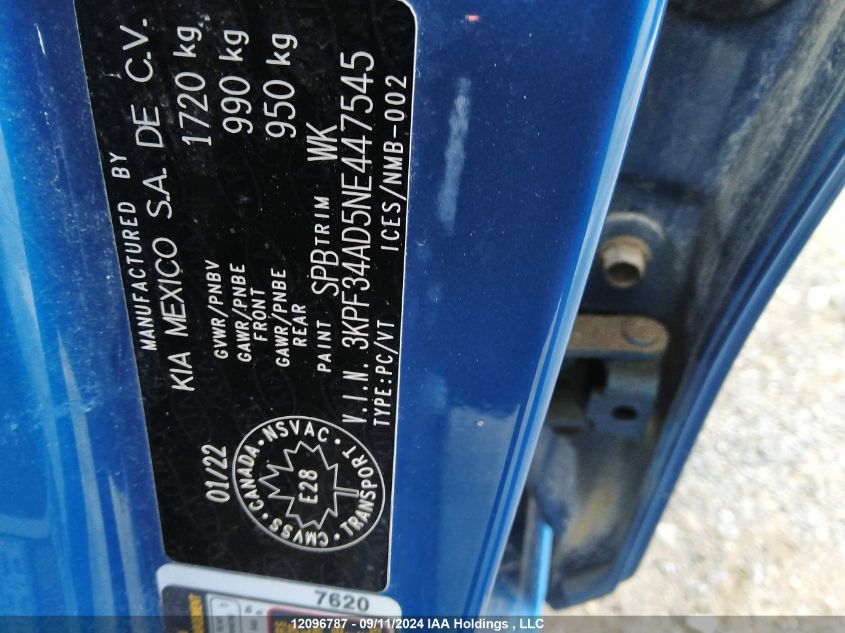 MANUFACTURED BY
KIA MEXICO S.A. DE C.V.
01/22
GVWR/PNBV 1720 kg
GAWR/PNBE FRONT 990 kg
GAWR/PNBE REAR 950 kg
PAINT SPB TRIM WK
V.I.N. 3KPF34AD5NE447545
TYPE:PC/VT ICES/NMB-002
CANADA · NSVAC · TRANSPORT · CMVSS
E28
7620
12096787 - 09/11/2024 IAA Holdings , LLC